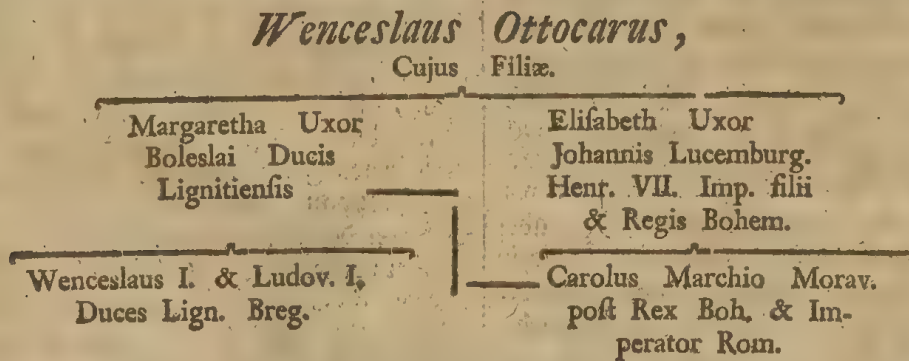 Wenceslaus Ottocarus,
Cujus Filiæ.
Margaretha Uxor
Boleslai Ducis
Lignitienſis
Eliſabeth Uxor
Johannis Lucemburg.
Henr. VII. Imp. filii
& Regis Bohem.
Wenceslaus I. & Ludov. I.
Duces Lign. Breg.
Carolus Marchio Morav.
poſt Rex Boh. & Im-
perator Rom.